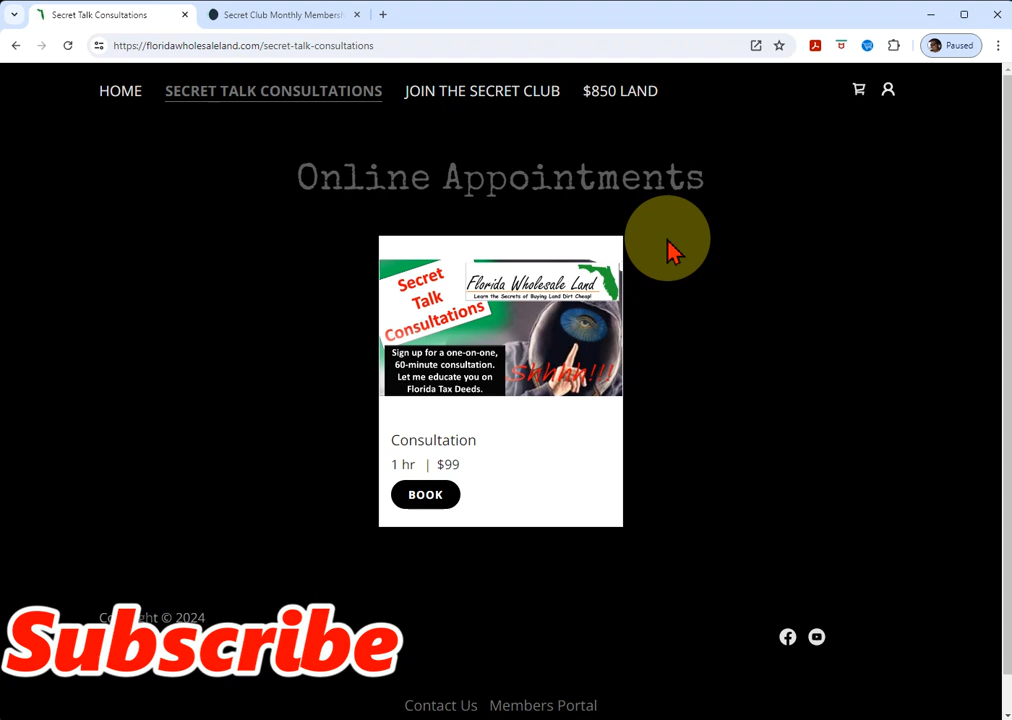 Secret Talk Consultations
Secret Club Monthly Members
https://floridawholesaleland.com/secret-talk-consultations
Paused
HOME
SECRET TALK CONSULTATIONS
JOIN THE SECRET CLUB
$850 LAND
Online Appointments
Secret
Talk
Consultations
Florida Wholesale Land
Learn the Secrets of Buying Land Dirt Cheap!
Sign up for a one-on-one,
60-minute consultation.
Let me educate you on
Florida Tax Deeds.
Shhhh!!!
Consultation
1 hr | $99
BOOK
Copyright © 2024
Subscribe
Contact Us
Members Portal